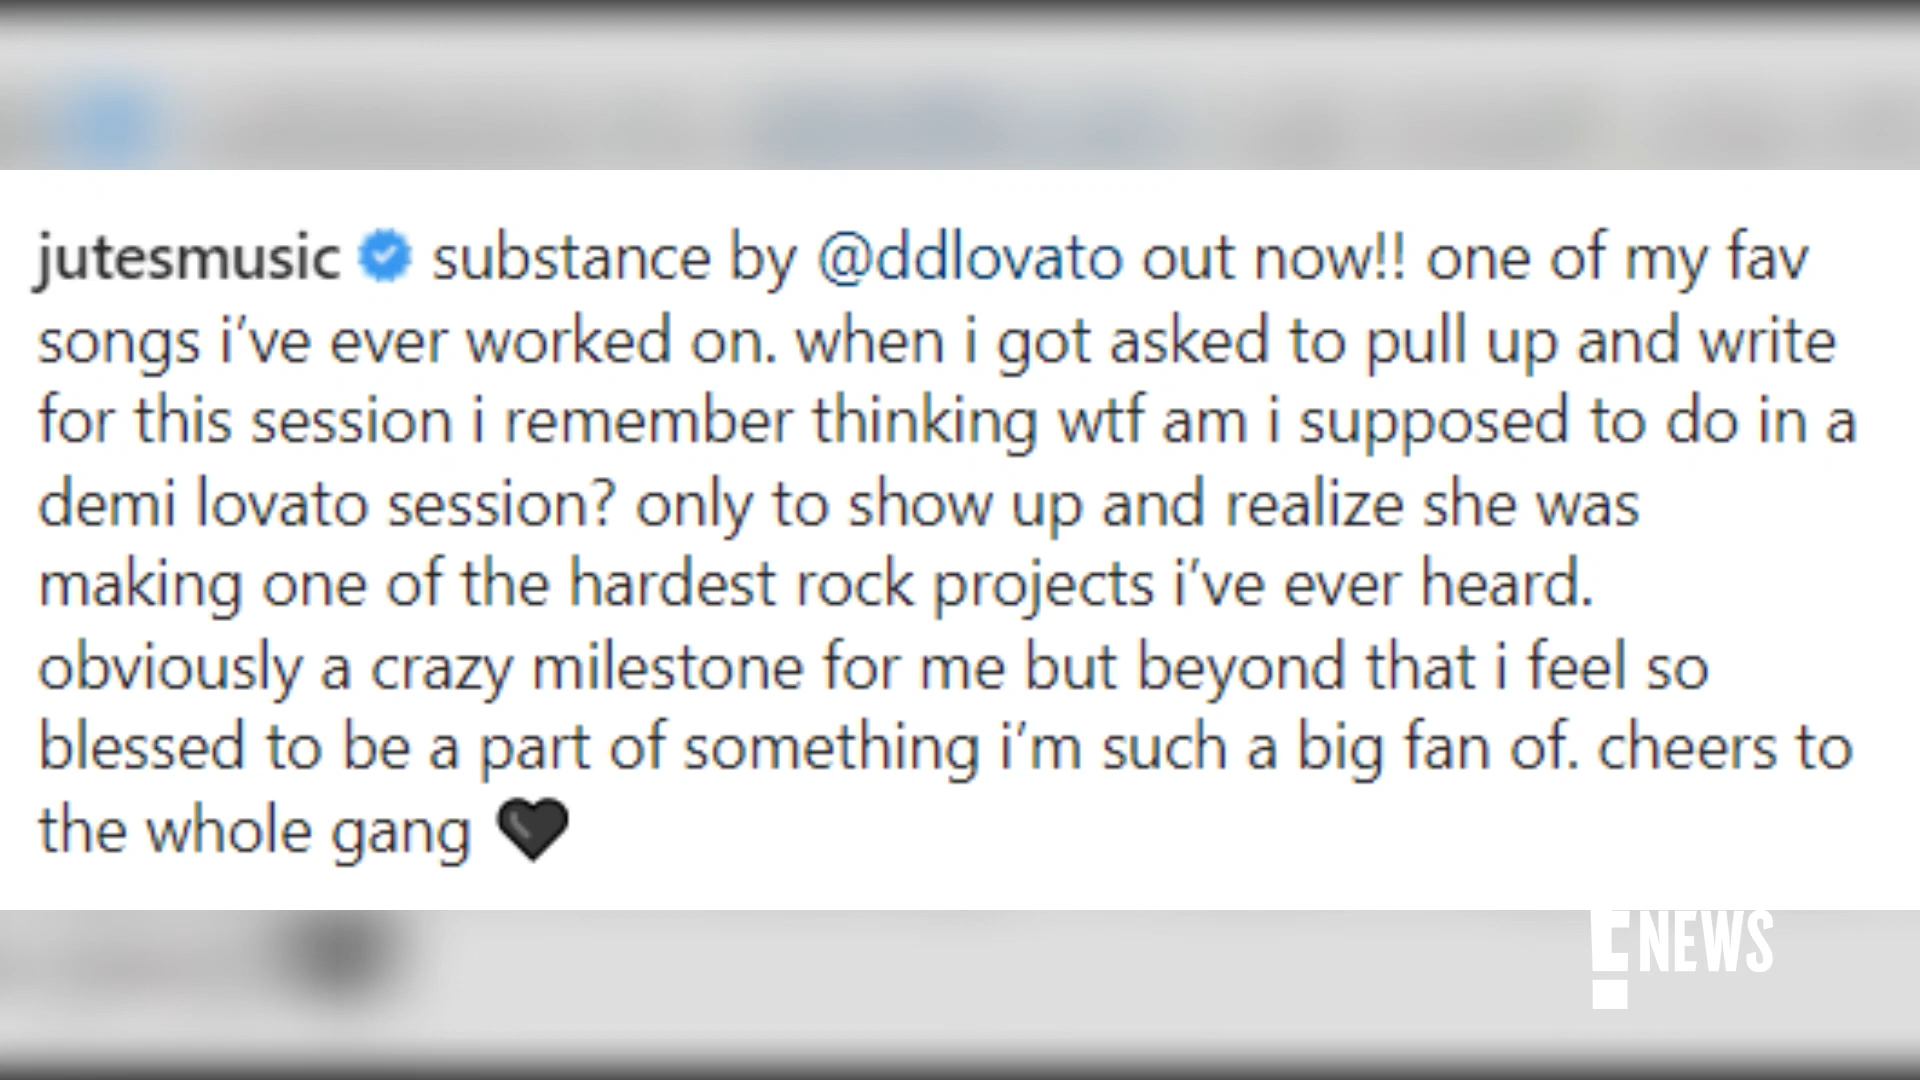 jutesmusic substance by @ddlovato out now!! one of my fav
songs i’ve ever worked on. when i got asked to pull up and write
for this session i remember thinking wtf am i supposed to do in a
demi lovato session? only to show up and realize she was
making one of the hardest rock projects i’ve ever heard.
obviously a crazy milestone for me but beyond that i feel so
blessed to be a part of something i’m such a big fan of. cheers to
the whole gang 🖤
E! NEWS